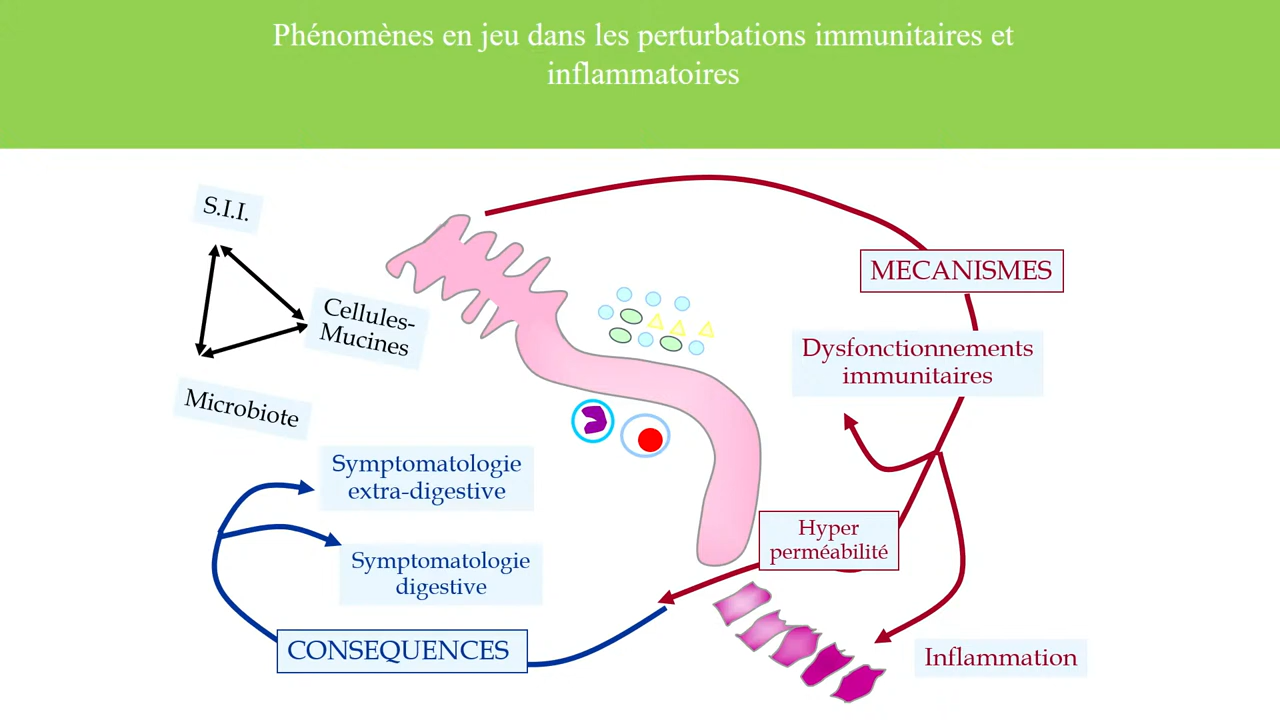 Phénomènes en jeu dans les perturbations immunitaires et
inflammatoires
S.I.I.
Cellules-
Mucines
Microbiote
MECANISMES
Dysfonctionnements
immunitaires
Symptomatologie
extra-digestive
Hyper
perméabilité
Symptomatologie
digestive
CONSEQUENCES
Inflammation